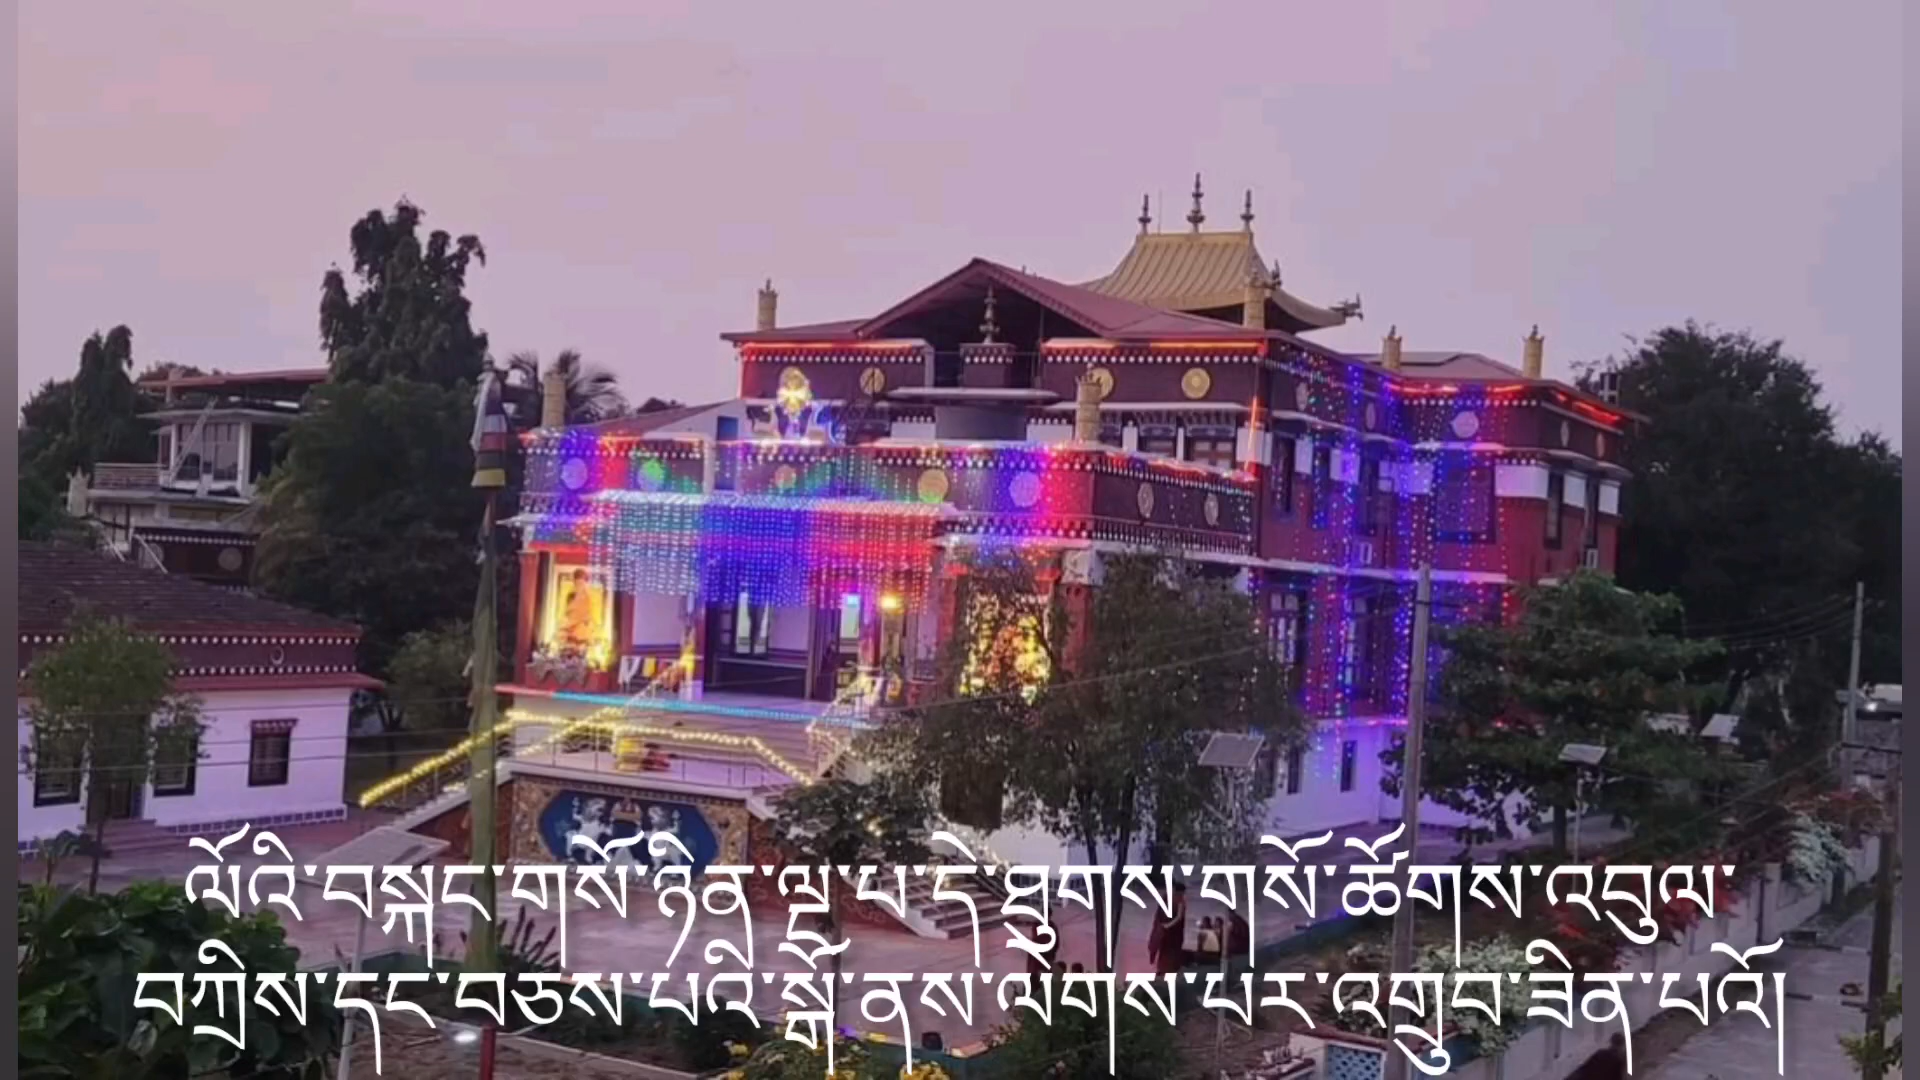 ལོའི་བསྐང་གསོ་ཉིན་ལྔ་པ་དེ་ཐུགས་གསོ་ཚོགས་འབུལ་
བཀྲིས་དང་བཅས་པའི་སྒོ་ནས་ལེགས་པར་འགྲུབ་ཟིན་པའོ།